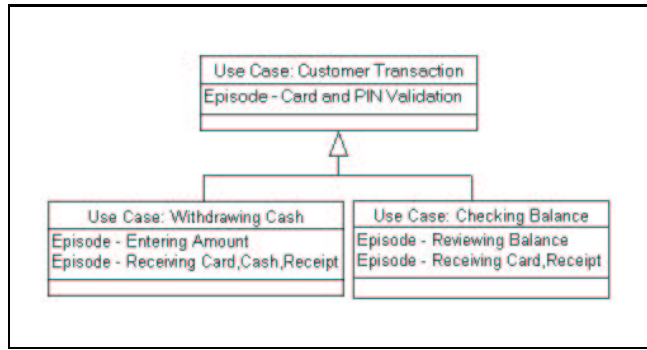 Use Case: Customer Transaction
Episode - Card and PIN Validation
Use Case: Withdrawing Cash
Episode - Entering Amount
Episode - Receiving Card,Cash,Receipt
Use Case: Checking Balance
Episode - Reviewing Balance
Episode - Receiving Card,Receipt